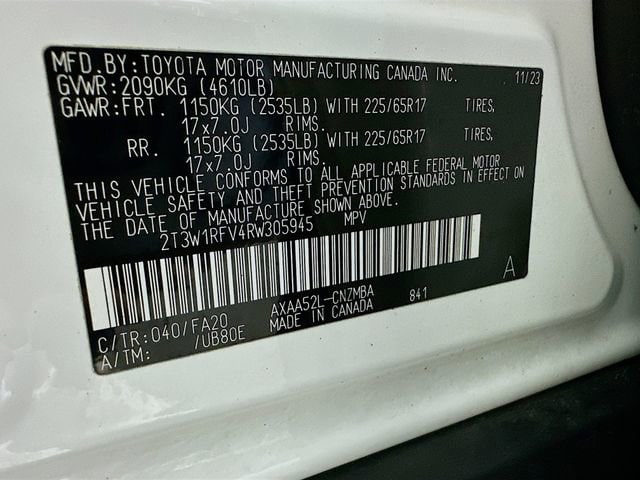 MFD.BY:TOYOTA MOTOR MANUFACTURING CANADA INC. 11/23
GVWR:2090KG (4610LB)
GAWR:FRT. 1150KG (2535LB) WITH 225/65R17 TIRES,
17x7.0J RIMS.
RR. 1150KG (2535LB) WITH 225/65R17 TIRES,
17x7.0J RIMS.
THIS VEHICLE CONFORMS TO ALL APPLICABLE FEDERAL MOTOR
VEHICLE SAFETY AND THEFT PREVENTION STANDARDS IN EFFECT ON
THE DATE OF MANUFACTURE SHOWN ABOVE.
2T3W1RFV4RW305945 MPV
A
C/TR:040/FA20 AXAA52L-CNZMBA 841
A/TM: /UB80E MADE IN CANADA